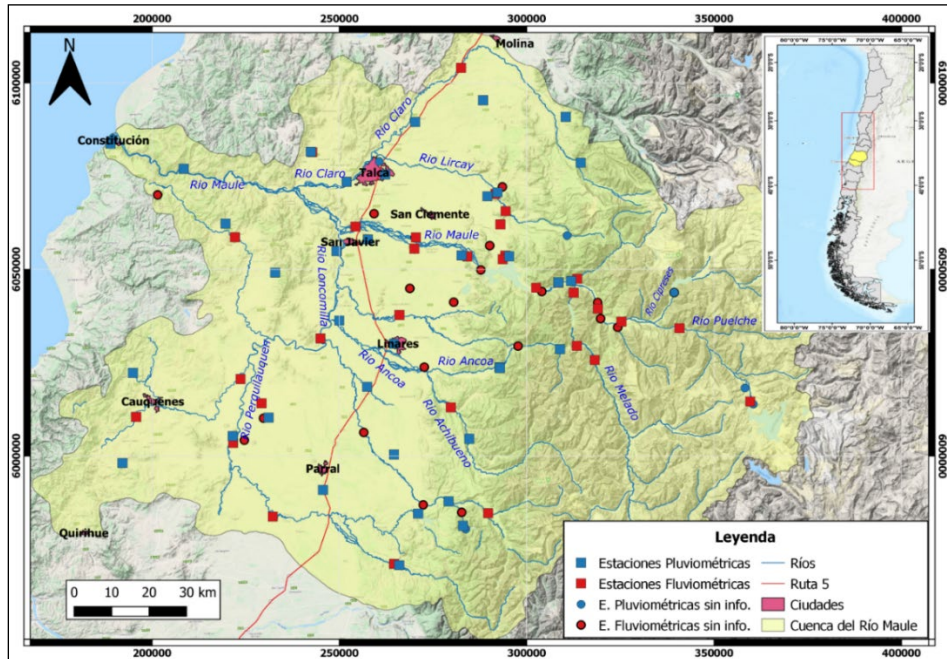 200000 250000 300000 350000 400000
N
Molina
6100000
6100000
Río Claro
Constitución
Río Lircay
Río Maule
Río Claro
Talca
San Clemente
San Javier
Río Maule
6050000
6050000
Río Loncomilla
Río Cipreses
Río Puelche
Linares
Río Ancoa
Río Ancoa
Río Melado
Río Perquilauquen
Río Achibueno
Cauquenes
6000000
6000000
Parral
Quirihue
0 10 20 30 km
Leyenda
Estaciones Pluviométricas
Estaciones Fluviométricas
E. Pluviométricas sin info.
E. Fluviométricas sin info.
Ríos
Ruta 5
Ciudades
Cuenca del Río Maule
200000 250000 300000 350000 400000